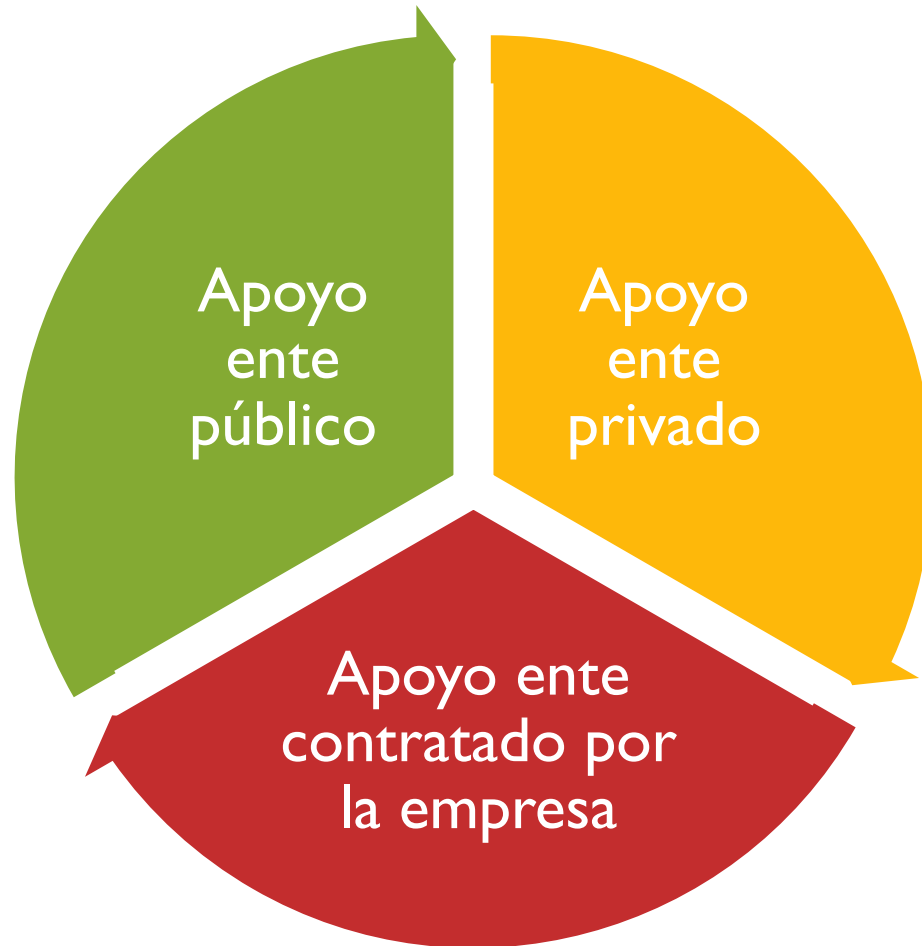 Apoyo
ente
público
Apoyo
ente
privado
Apoyo ente
contratado por
la empresa